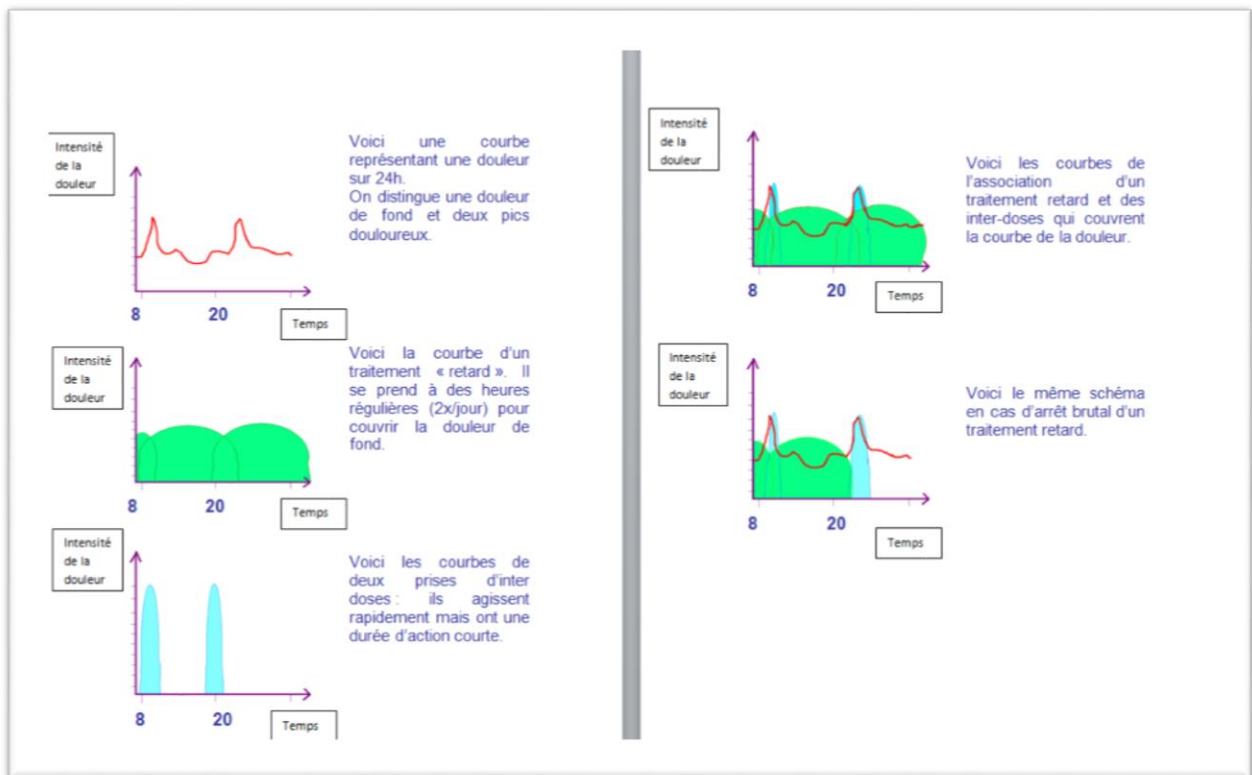 Intensité
de la
douleur
Voici une courbe
représentant une douleur
sur 24h.
On distingue une douleur
de fond et deux pics
douloureux.
8
20
Temps
Intensité
de la
douleur
Voici la courbe d'un
traitement « retard ». Il
se prend à des heures
régulières (2x/jour) pour
couvrir la douleur de
fond.
8
20
Temps
Intensité
de la
douleur
Voici les courbes de
deux prises d'inter
doses : ils agissent
rapidement mais ont une
durée d'action courte.
8
20
Temps
Intensité
de la
douleur
Voici les courbes de
l'association d'un
traitement retard et des
inter-doses qui couvrent
la courbe de la douleur.
8
20
Temps
Intensité
de la
douleur
Voici le même schéma
en cas d'arrêt brutal d'un
traitement retard.
8
20
Temps